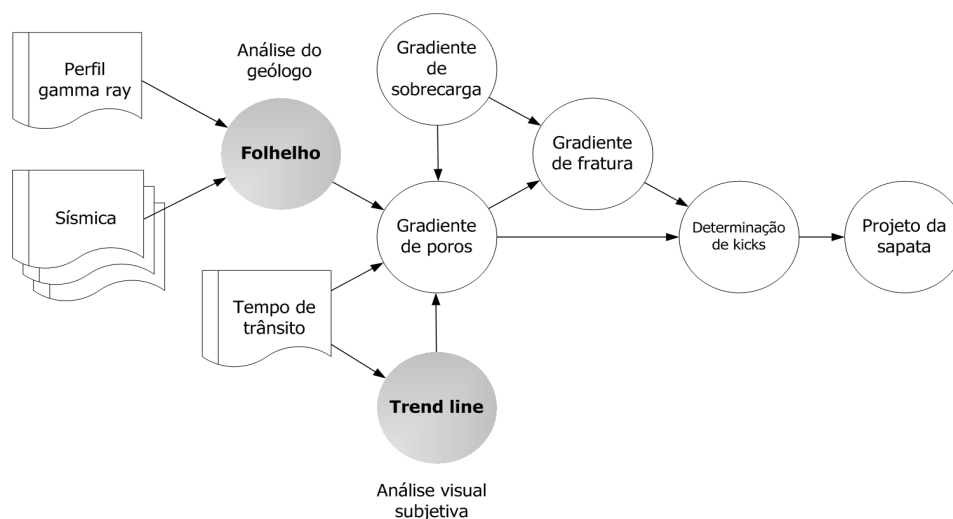 Perfil
gamma ray
Análise do
geólogo
Folhelho
Sísmica
Gradiente
de
sobrecarga
Gradiente
de fratura
Gradiente
de poros
Determinação
de kicks
Projeto da
sapata
Tempo de
trânsito
Trend line
Análise visual
subjetiva